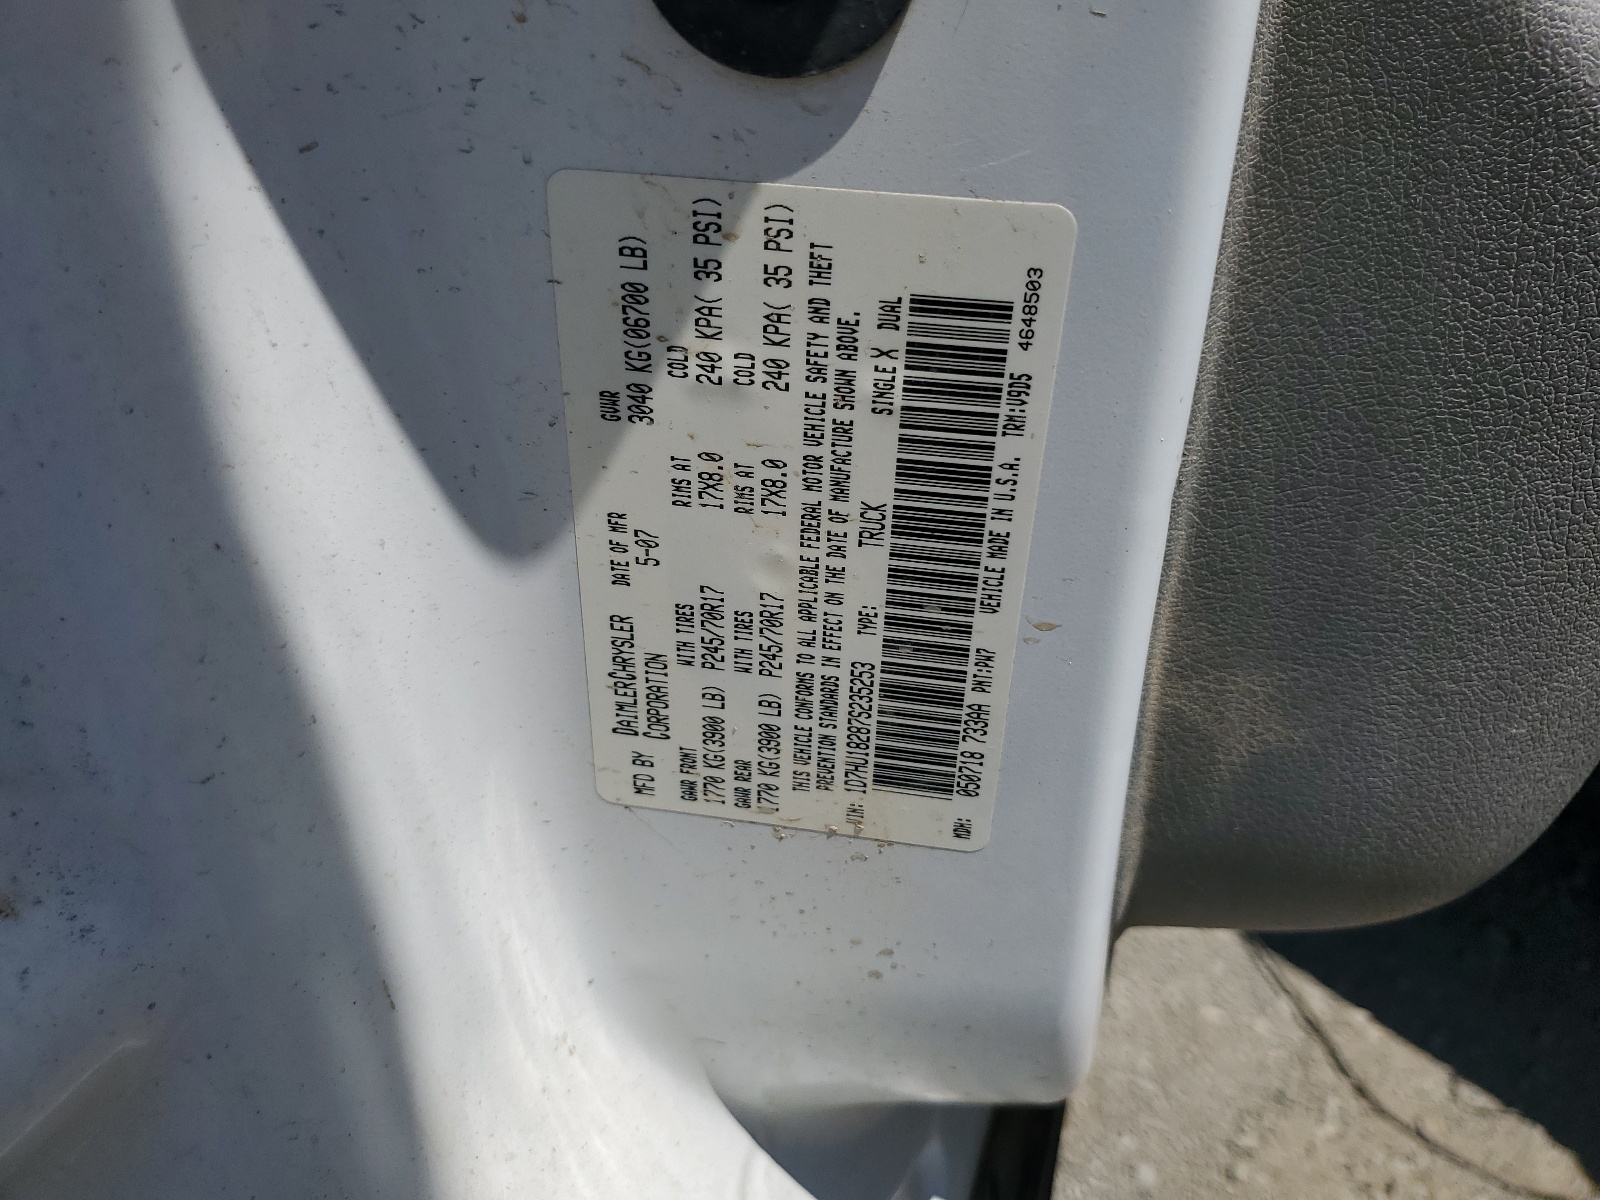 MFD BY DAIMLERCHRYSLER CORPORATION DATE OF MFR 5-07 GVWR 3040 KG(06700 LB)
GAWR FRONT WITH TIRES RIMS AT COLD
1770 KG(3900 LB) P245/70R17 17X8.0 240 KPA( 35 PSI)
GAWR REAR WITH TIRES RIMS AT COLD
1770 KG(3900 LB) P245/70R17 17X8.0 240 KPA( 35 PSI)
THIS VEHICLE CONFORMS TO ALL APPLICABLE FEDERAL MOTOR VEHICLE SAFETY AND THEFT
PREVENTION STANDARDS IN EFFECT ON THE DATE OF MANUFACTURE SHOWN ABOVE.
VIN: 1D7HU18287S235253 TYPE: TRUCK SINGLE X DUAL
MDH: 050718 733AA PNT:PW7 VEHICLE MADE IN U.S.A. TRM:V9D5 4648503